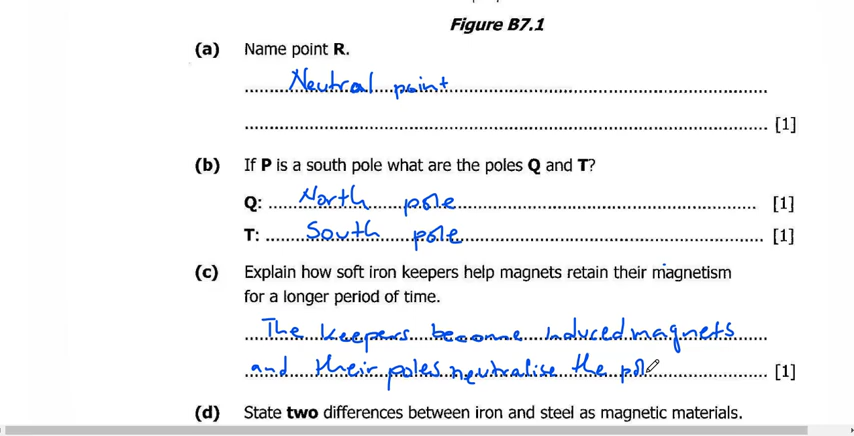 Figure B7.1
(a) Name point R.
Neutral point
[1]
(b) If P is a south pole what are the poles Q and T?
Q: North pole [1]
T: South pole [1]
(c) Explain how soft iron keepers help magnets retain their magnetism
for a longer period of time.
The keepers become induced magnets
and their poles neutralise the pol [1]
(d) State two differences between iron and steel as magnetic materials.